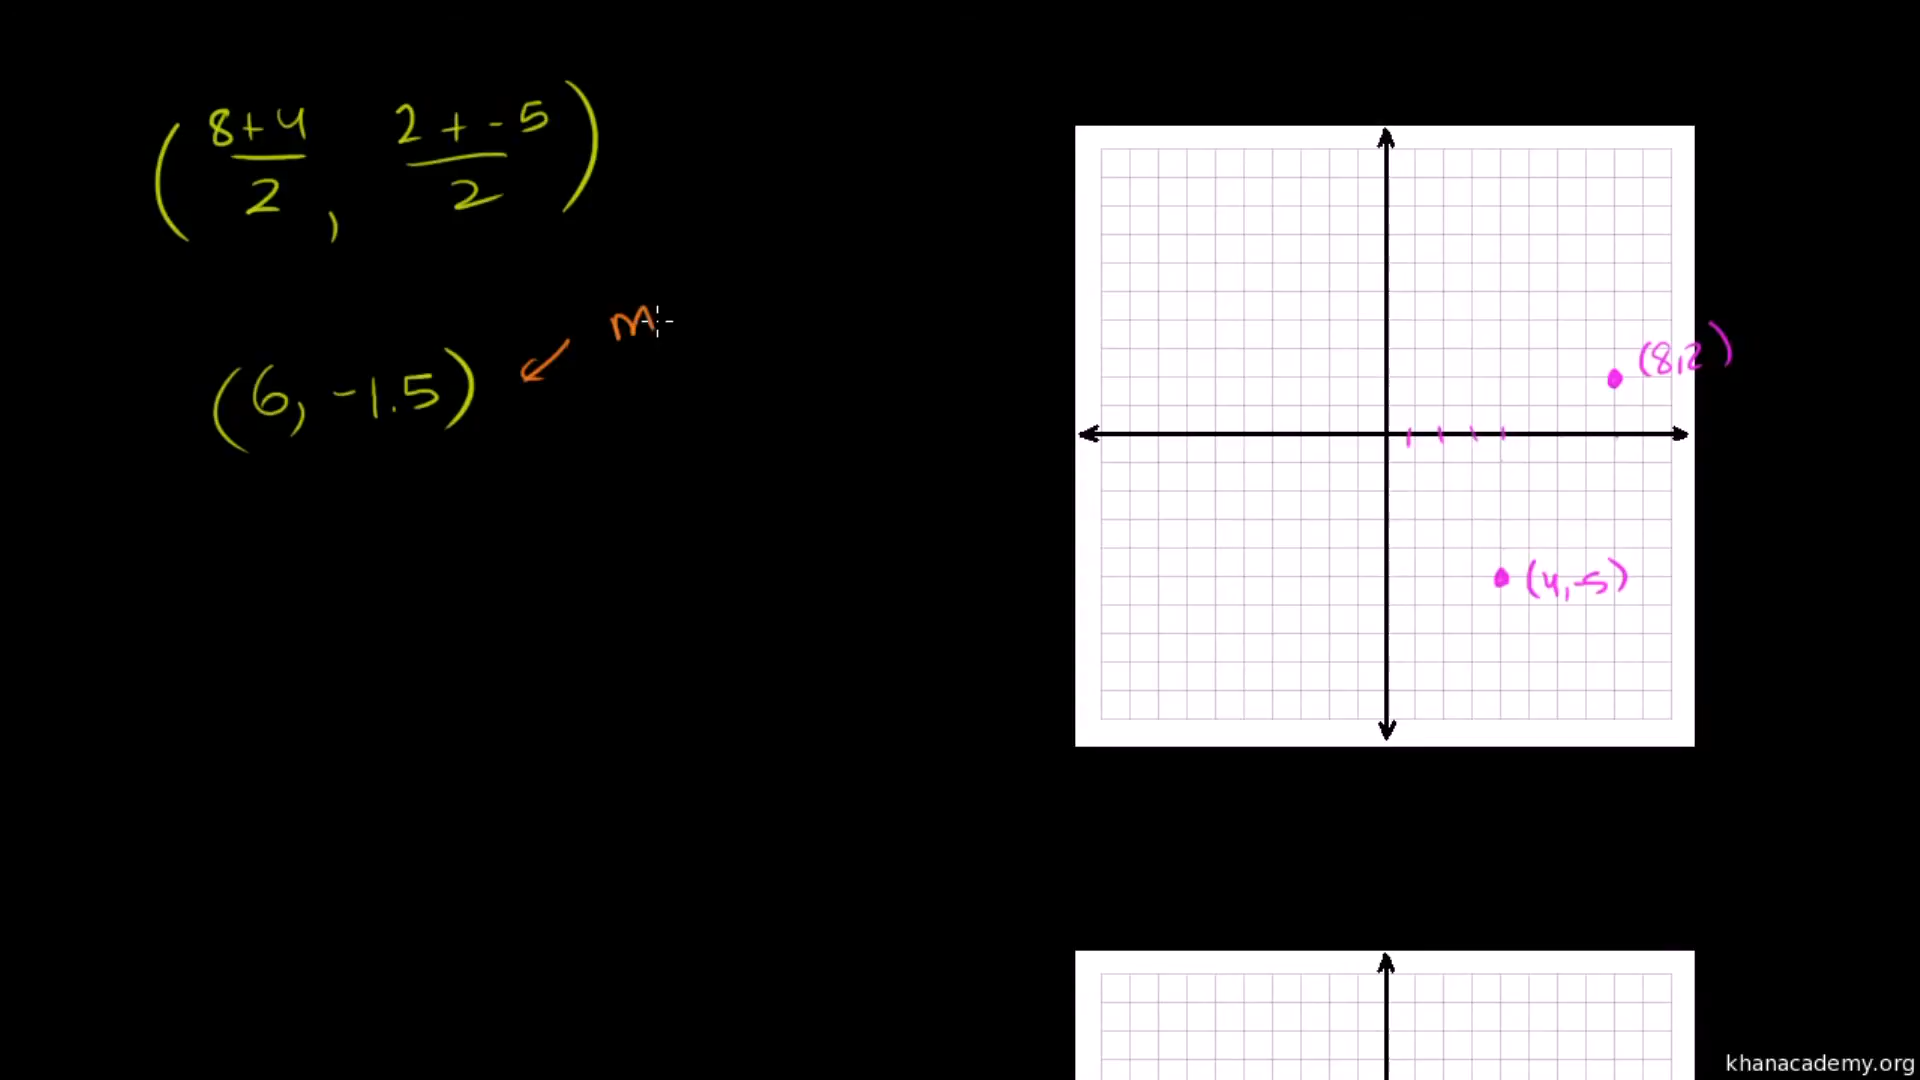 (8+4/2, 2+-5/2)
m
(6, -1.5)
(8,2)
(4,-5)
khanacademy.org